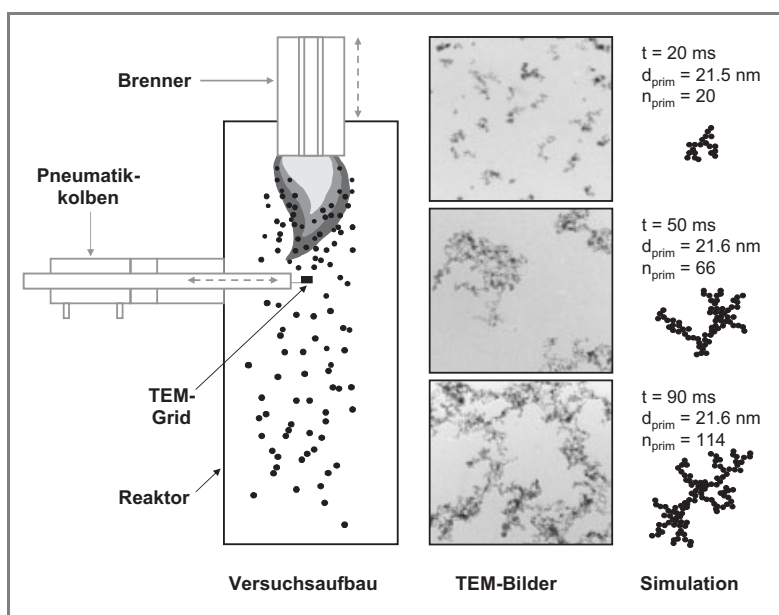 Brenner
Pneumatik-
kolben
TEM-
Grid
Reaktor
Versuchsaufbau
TEM-Bilder
t = 20 ms
d_prim = 21.5 nm
n_prim = 20
t = 50 ms
d_prim = 21.6 nm
n_prim = 66
t = 90 ms
d_prim = 21.6 nm
n_prim = 114
Simulation